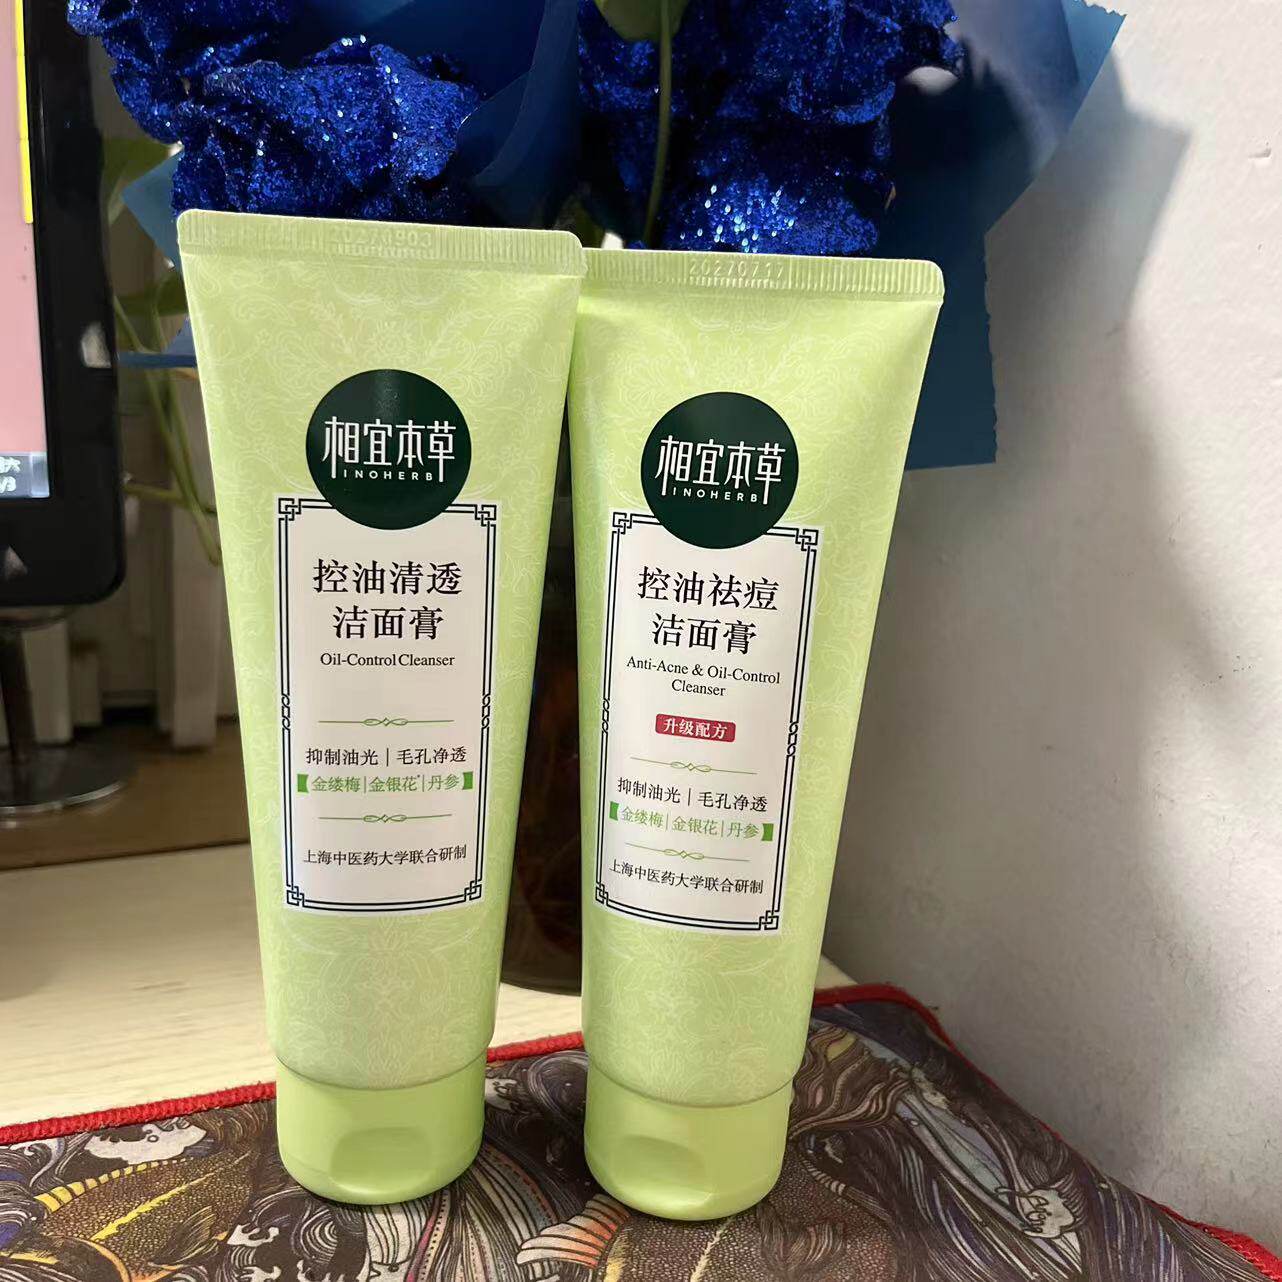 相宜本草
INOHERB
控油清透
洁面膏
Oil-Control Cleanser
抑制油光|毛孔净透
金缕梅|金银花*|丹参
上海中医药大学联合研制
20270717
相宜本草
INOHERB
控油祛痘
洁面膏
Anti-Acne & Oil-Control
Cleanser
升级配方
抑制油光|毛孔净透
金缕梅|金银花|丹参
上海中医药大学联合研制